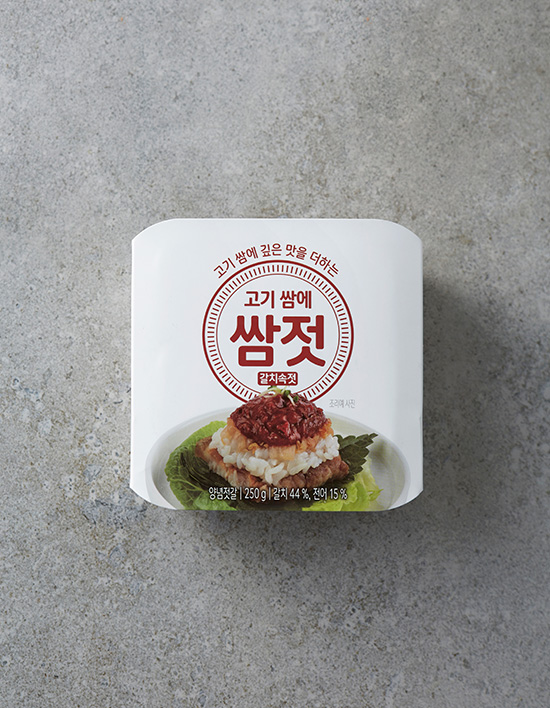 고기 쌈에 깊은 맛을 더하는
고기 쌈에
쌈젓
갈치속젓
조리예 사진
양념젓갈 | 250 g | 갈치 44 %, 전어 15 %